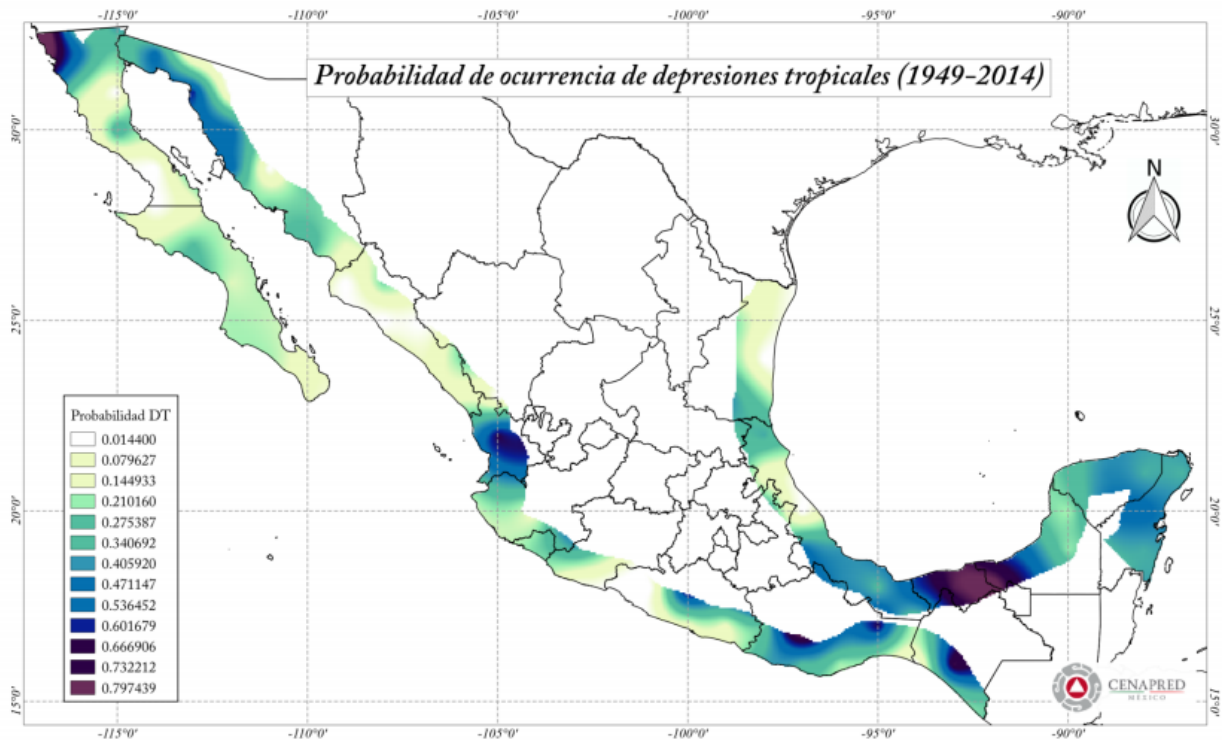 -115°0' -110°0' -105°0' -100°0' -95°0' -90°0'
Probabilidad de ocurrencia de depresiones tropicales (1949-2014)
30°0' 30°0'
N
25°0' 25°0'
Probabilidad DT
0.014400
0.079627
0.144933
0.210160
0.275387
0.340692
0.405920
0.471147
0.536452
0.601679
0.666906
0.732212
0.797439
20°0' 20°0'
CENAPRED
MÉXICO
15°0' 15°0'
-115°0' -110°0' -105°0' -100°0' -95°0' -90°0'